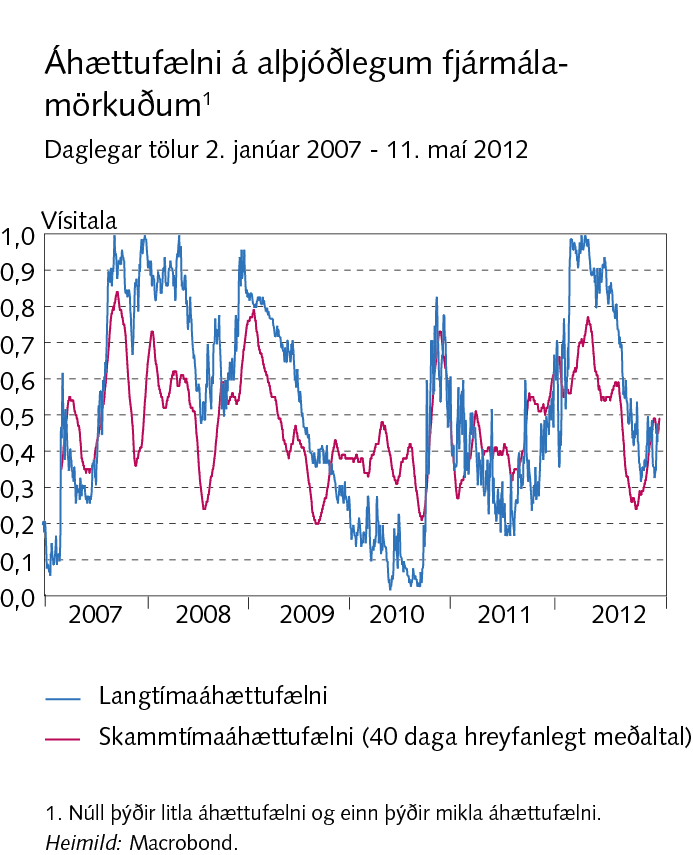 Áhættufælni á alþjóðlegum fjármála-
mörkuðum¹
Daglegar tölur 2. janúar 2007 - 11. maí 2012
Vísitala
1,0
0,9
0,8
0,7
0,6
0,5
0,4
0,3
0,2
0,1
0,0
2007 2008 2009 2010 2011 2012
Langtímaáhættufælni
Skammtímaáhættufælni (40 daga hreyfanlegt meðaltal)
1. Núll þýðir litla áhættufælni og einn þýðir mikla áhættufælni.
Heimild: Macrobond.